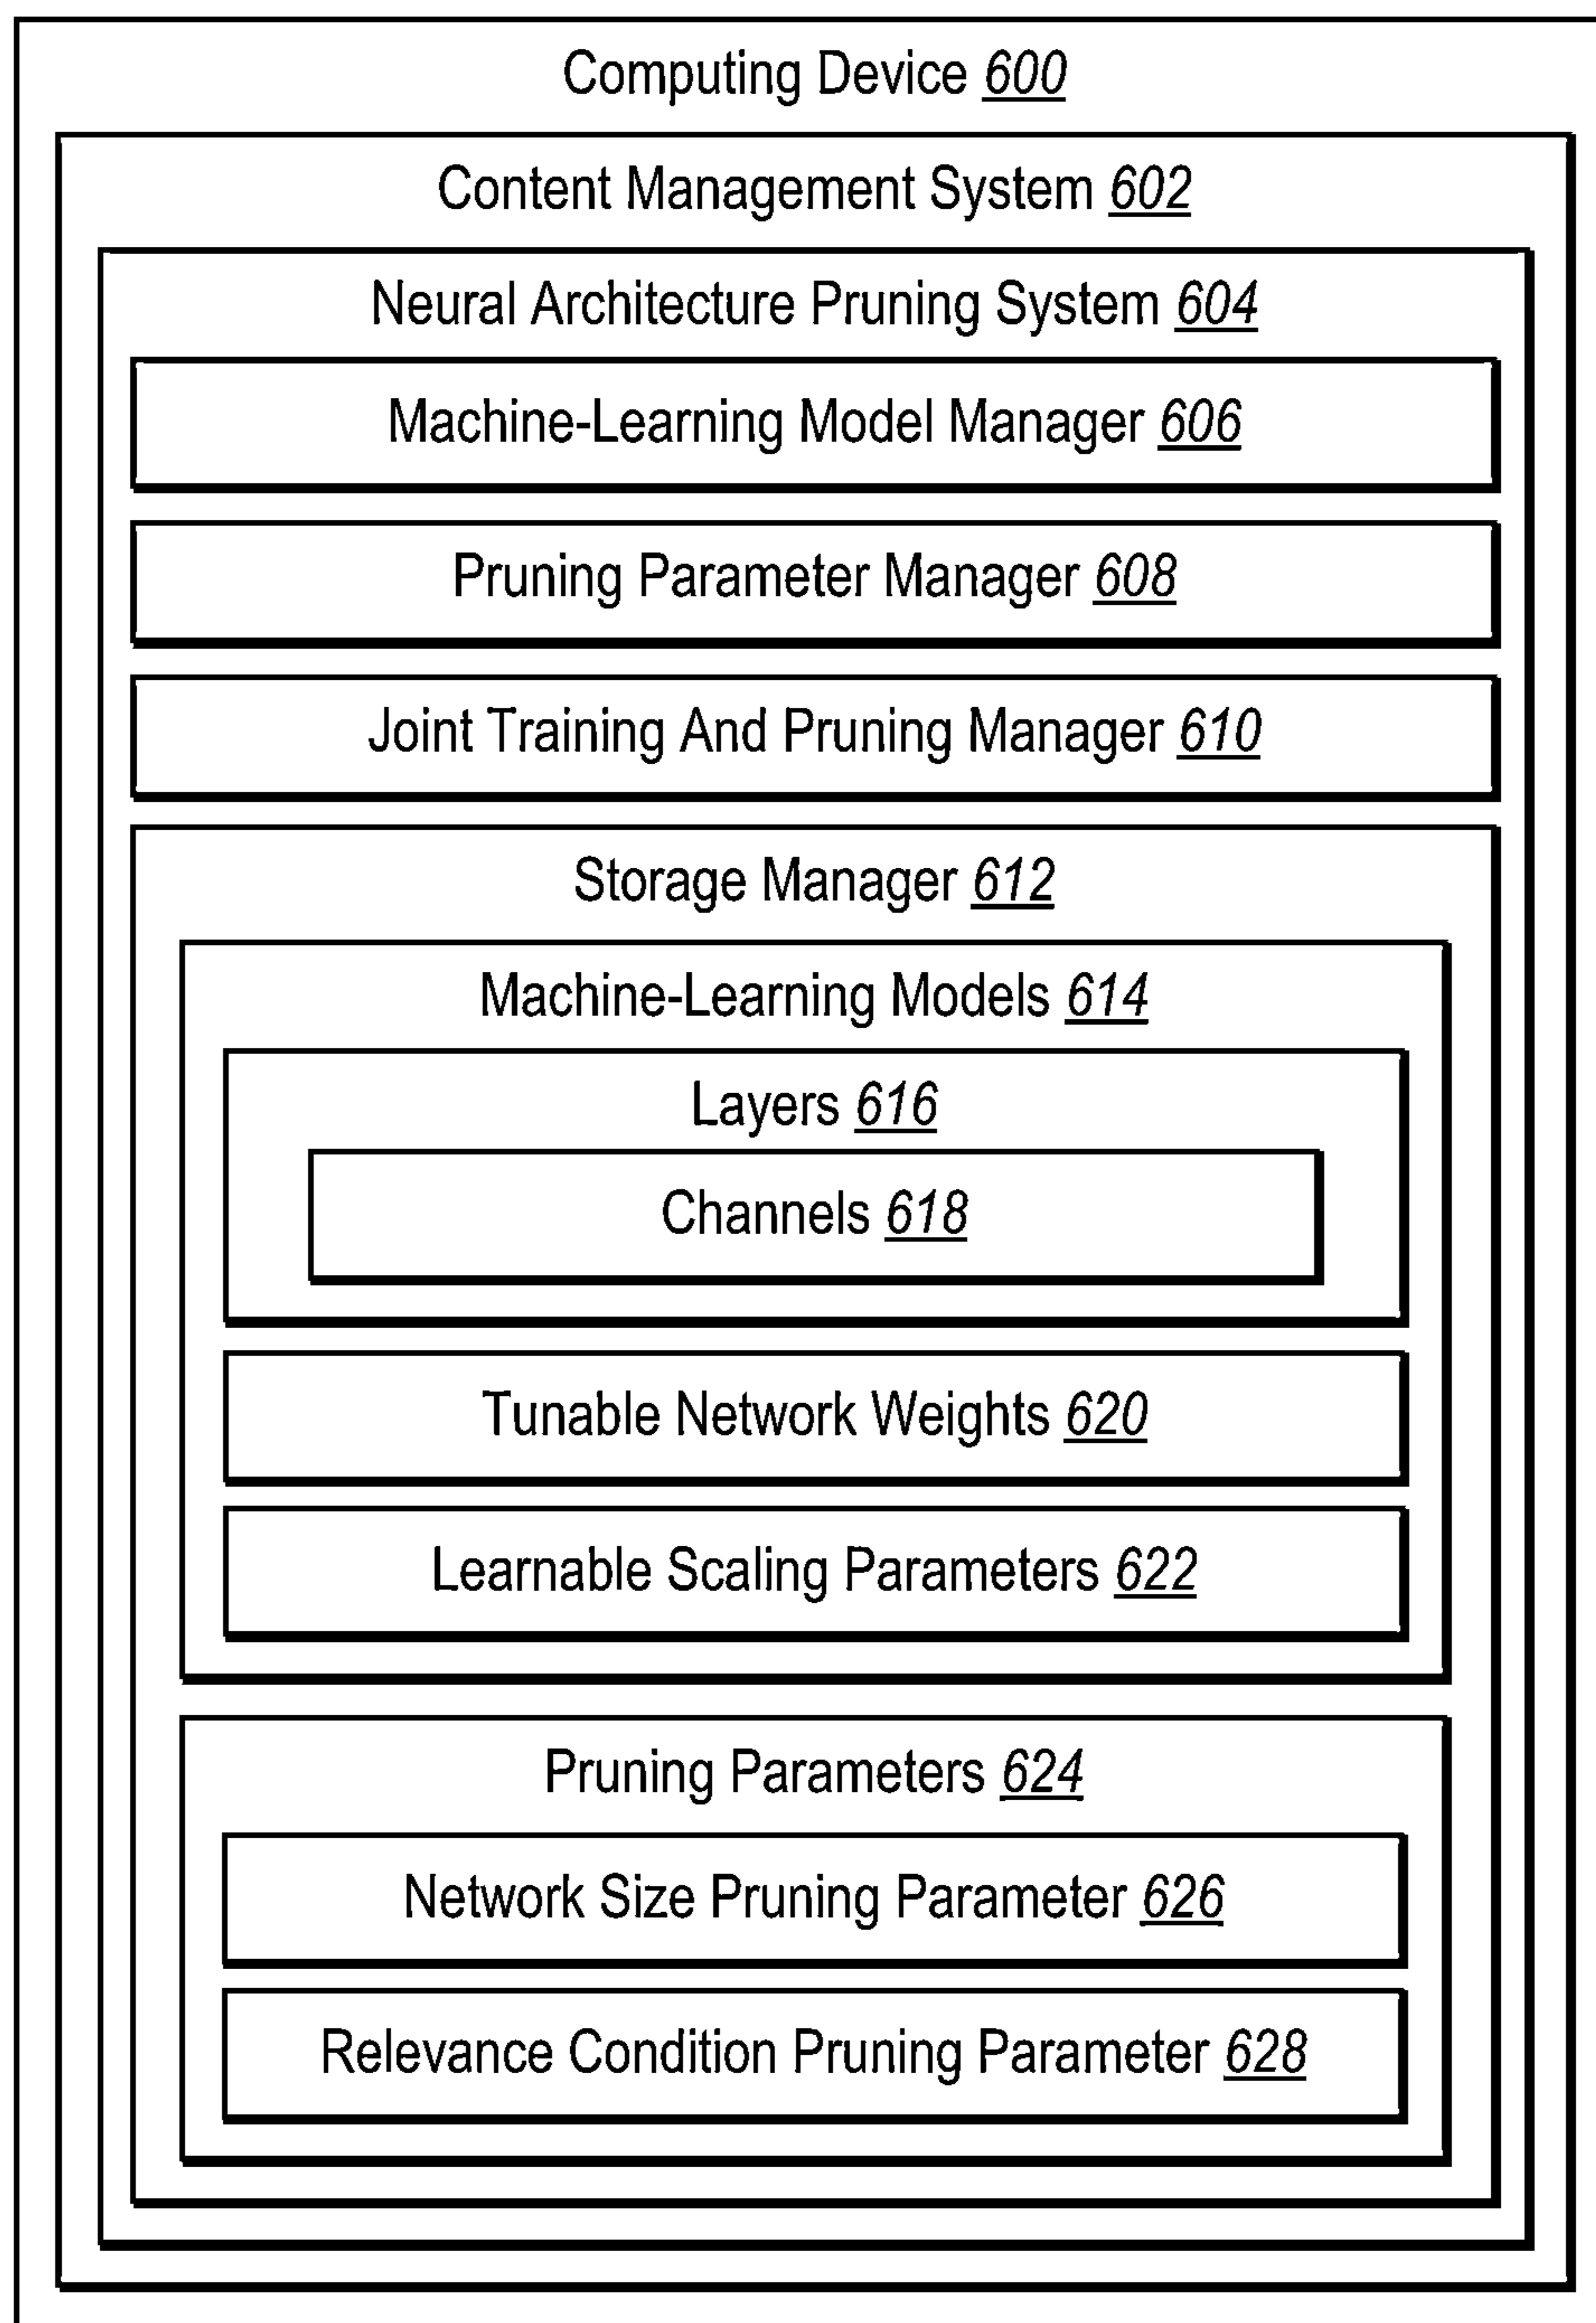 Computing Device 600
Content Management System 602
Neural Architecture Pruning System 604
Machine-Learning Model Manager 606
Pruning Parameter Manager 608
Joint Training And Pruning Manager 610
Storage Manager 612
Machine-Learning Models 614
Layers 616
Channels 618
Tunable Network Weights 620
Learnable Scaling Parameters 622
Pruning Parameters 624
Network Size Pruning Parameter 626
Relevance Condition Pruning Parameter 628